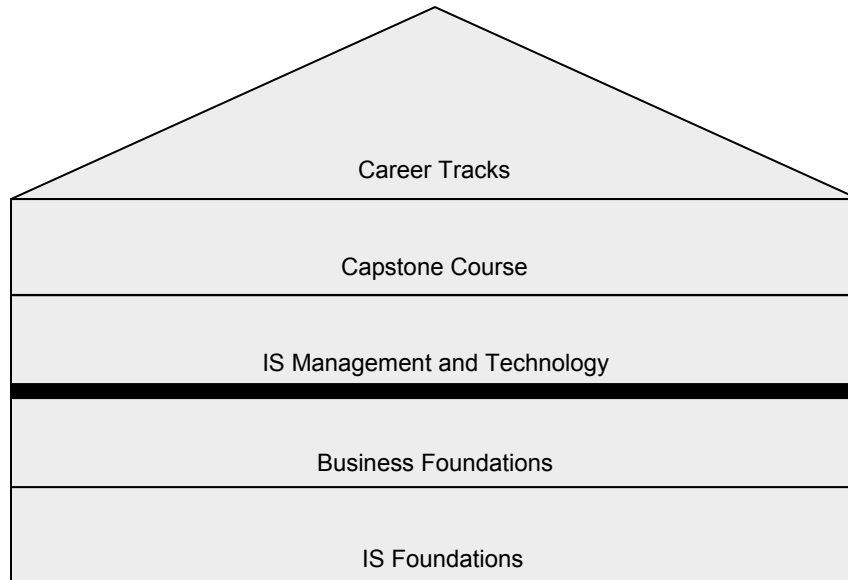 Career Tracks
Capstone Course
IS Management and Technology
Business Foundations
IS Foundations